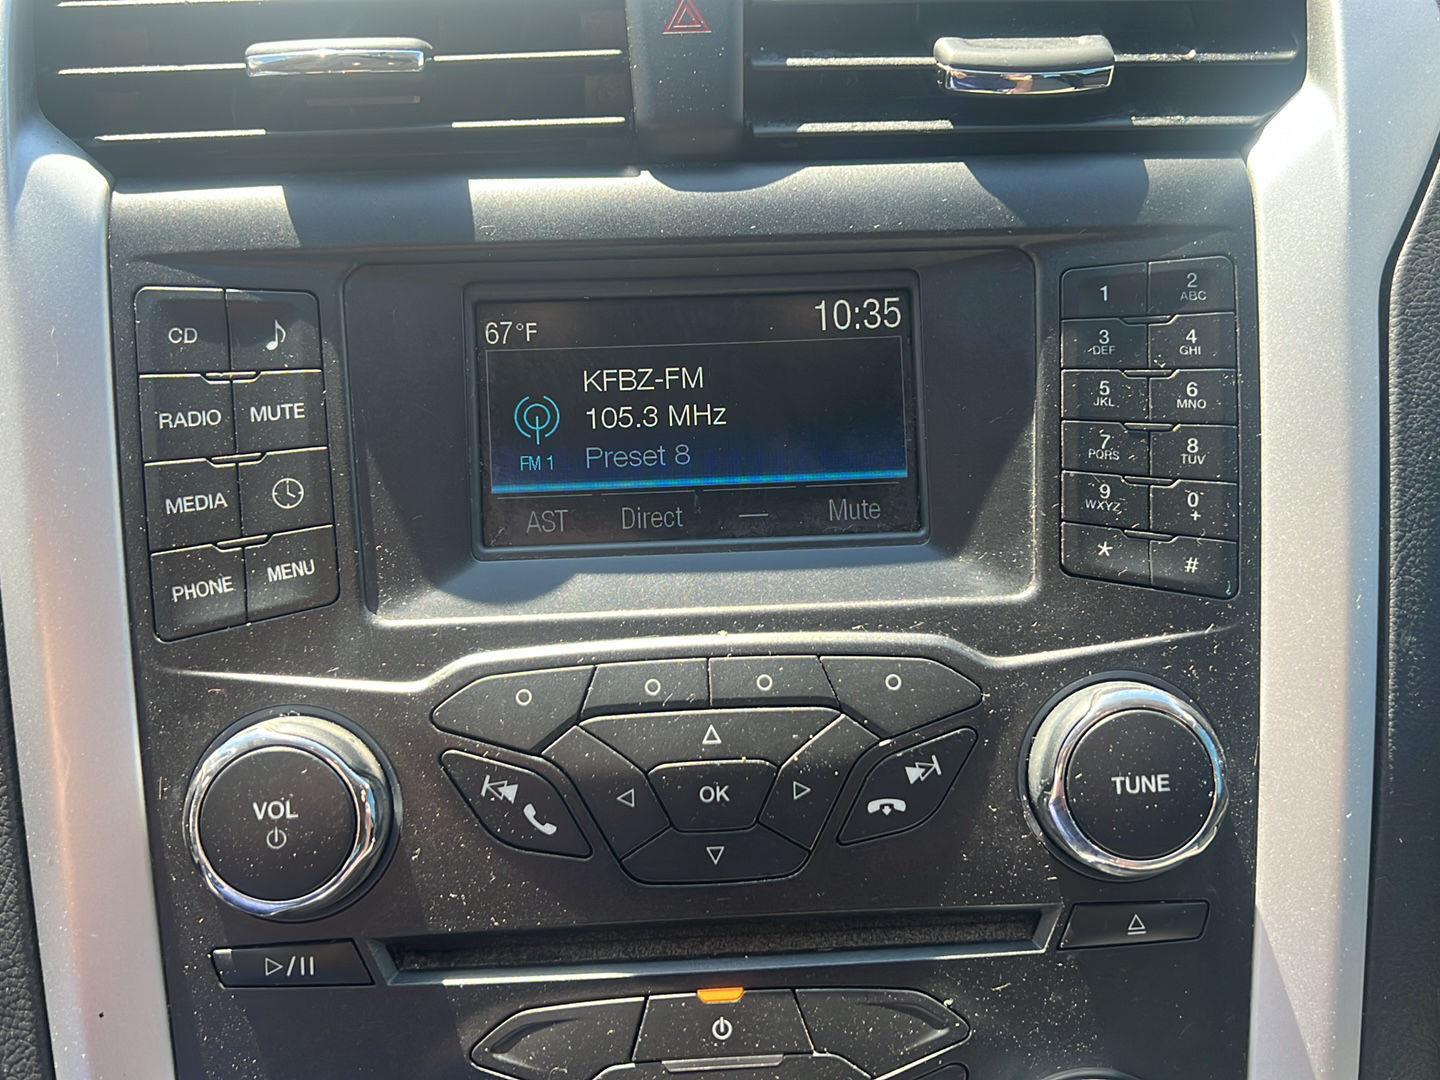 67°F
10:35
KFBZ-FM
105.3 MHz
FM 1
Preset 8
AST
Direct
Mute
CD
RADIO
MUTE
MEDIA
PHONE
MENU
1
2
ABC
3
DEF
4
GHI
5
JKL
6
MNO
7
PQRS
8
TUV
9
WXYZ
0
+
*
#
VOL
OK
TUNE